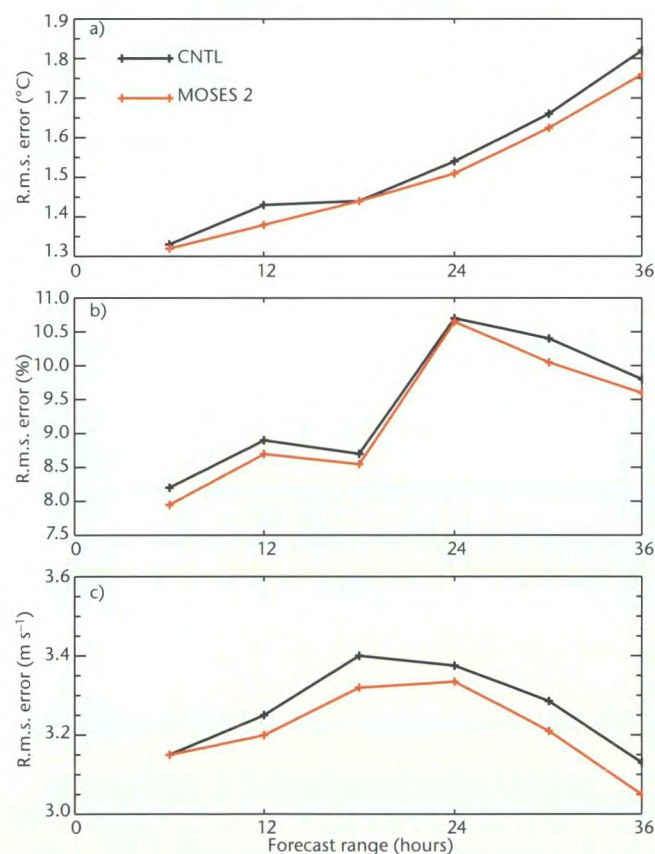 a)
CNTL
MOSES 2
R.m.s. error (°C)
1.9
1.8
1.7
1.6
1.5
1.4
1.3
0 12 24 36
b)
R.m.s. error (%)
11.0
10.5
10.0
9.5
9.0
8.5
8.0
7.5
0 12 24 36
c)
R.m.s. error (m s⁻¹)
3.6
3.4
3.2
3.0
0 12 24 36
Forecast range (hours)